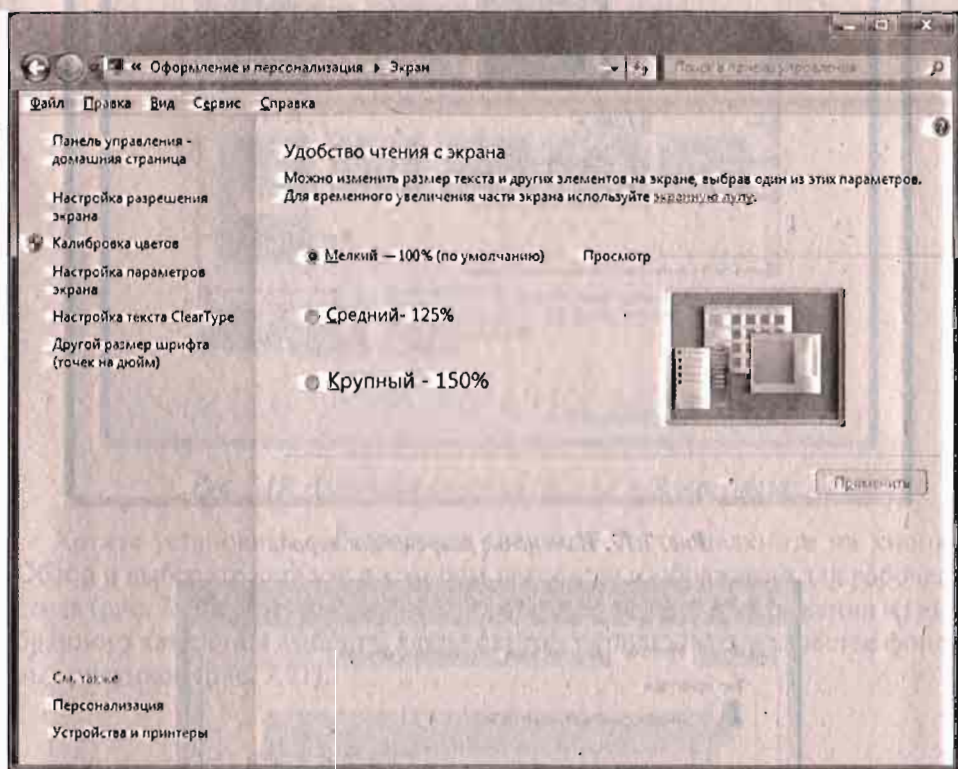 « Оформление и персонализация ▸ Экран
Поиск в панели управления
Файл Правка Вид Сервис Справка
Панель управления -
домашняя страница
Настройка разрешения
экрана
Калибровка цветов
Настройка параметров
экрана
Настройка текста ClearType
Другой размер шрифта
(точек на дюйм)
Удобство чтения с экрана
Можно изменить размер текста и других элементов на экране, выбрав один из этих параметров.
Для временного увеличения части экрана используйте экранную лупу.
Мелкий — 100% (по умолчанию)
Просмотр
Средний- 125%
Крупный - 150%
Применить
См. также
Персонализация
Устройства и принтеры